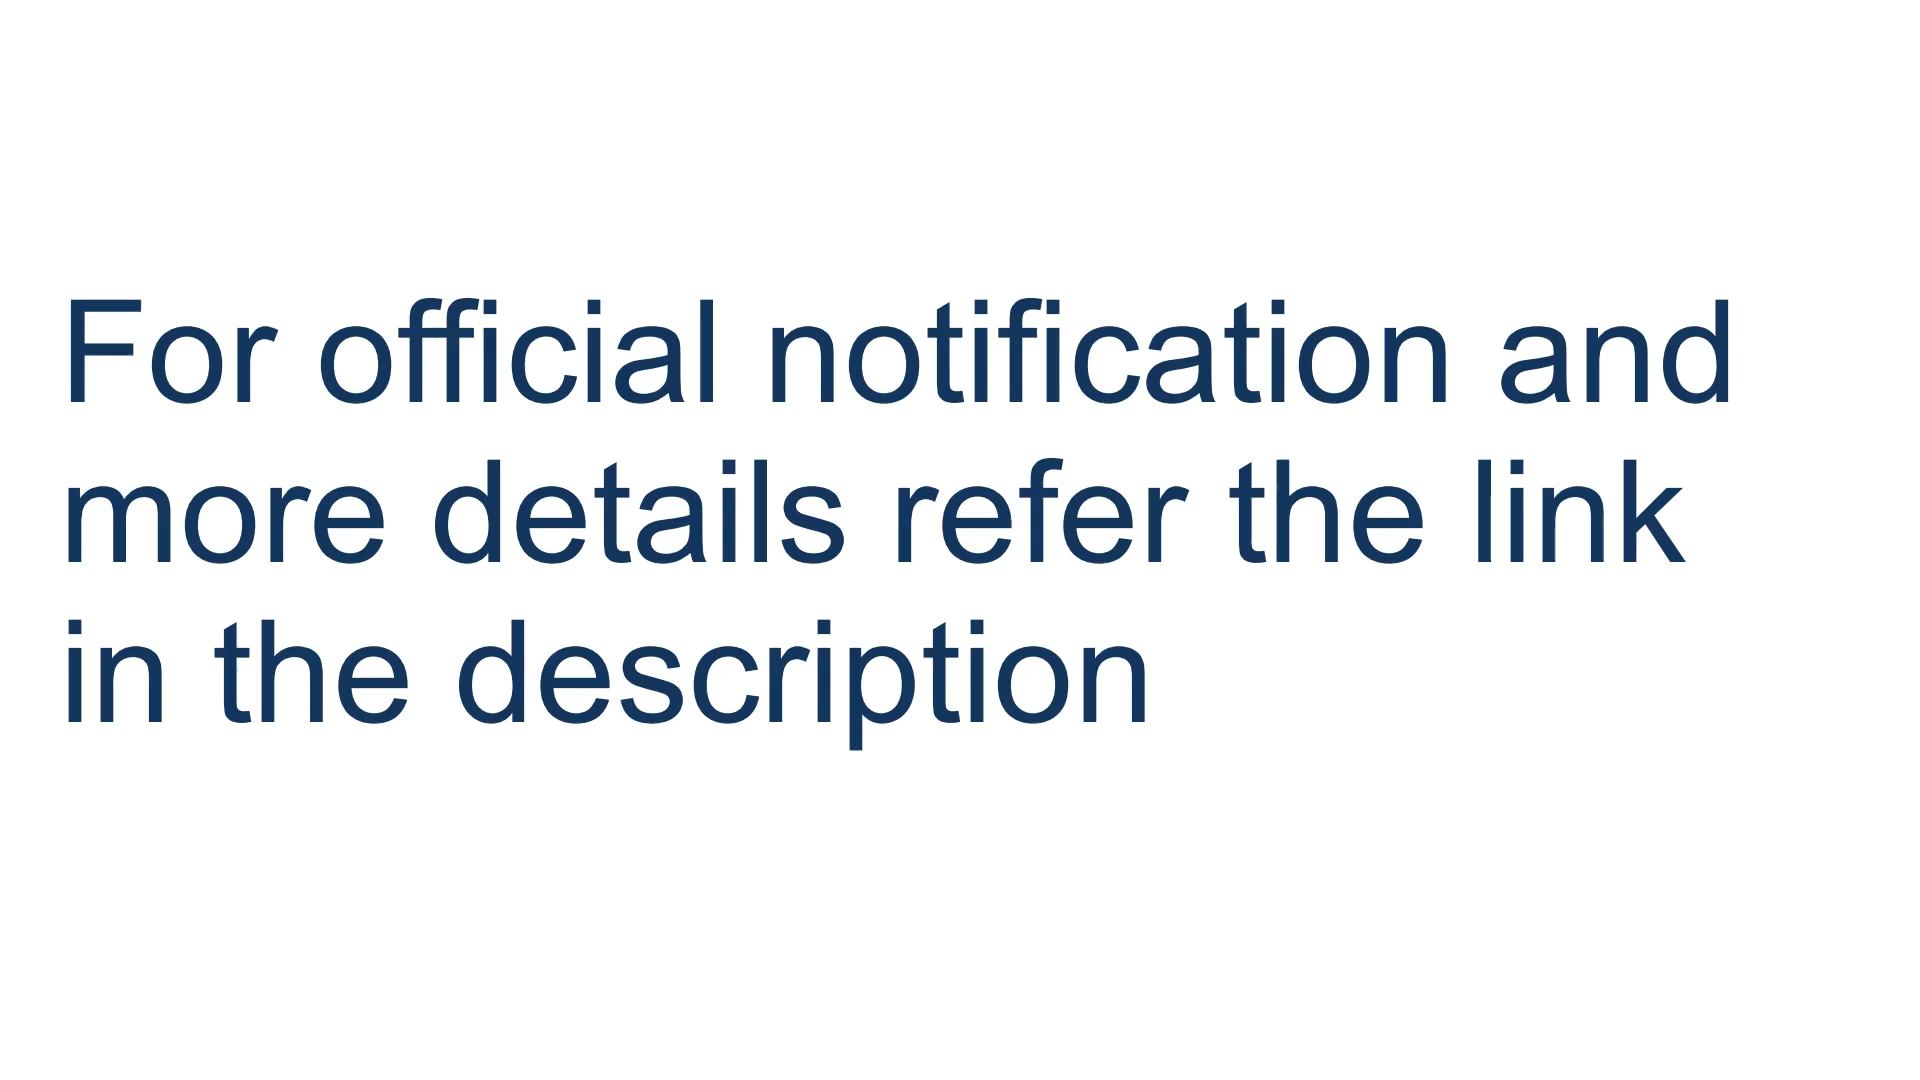 For official notification and
more details refer the link
in the description